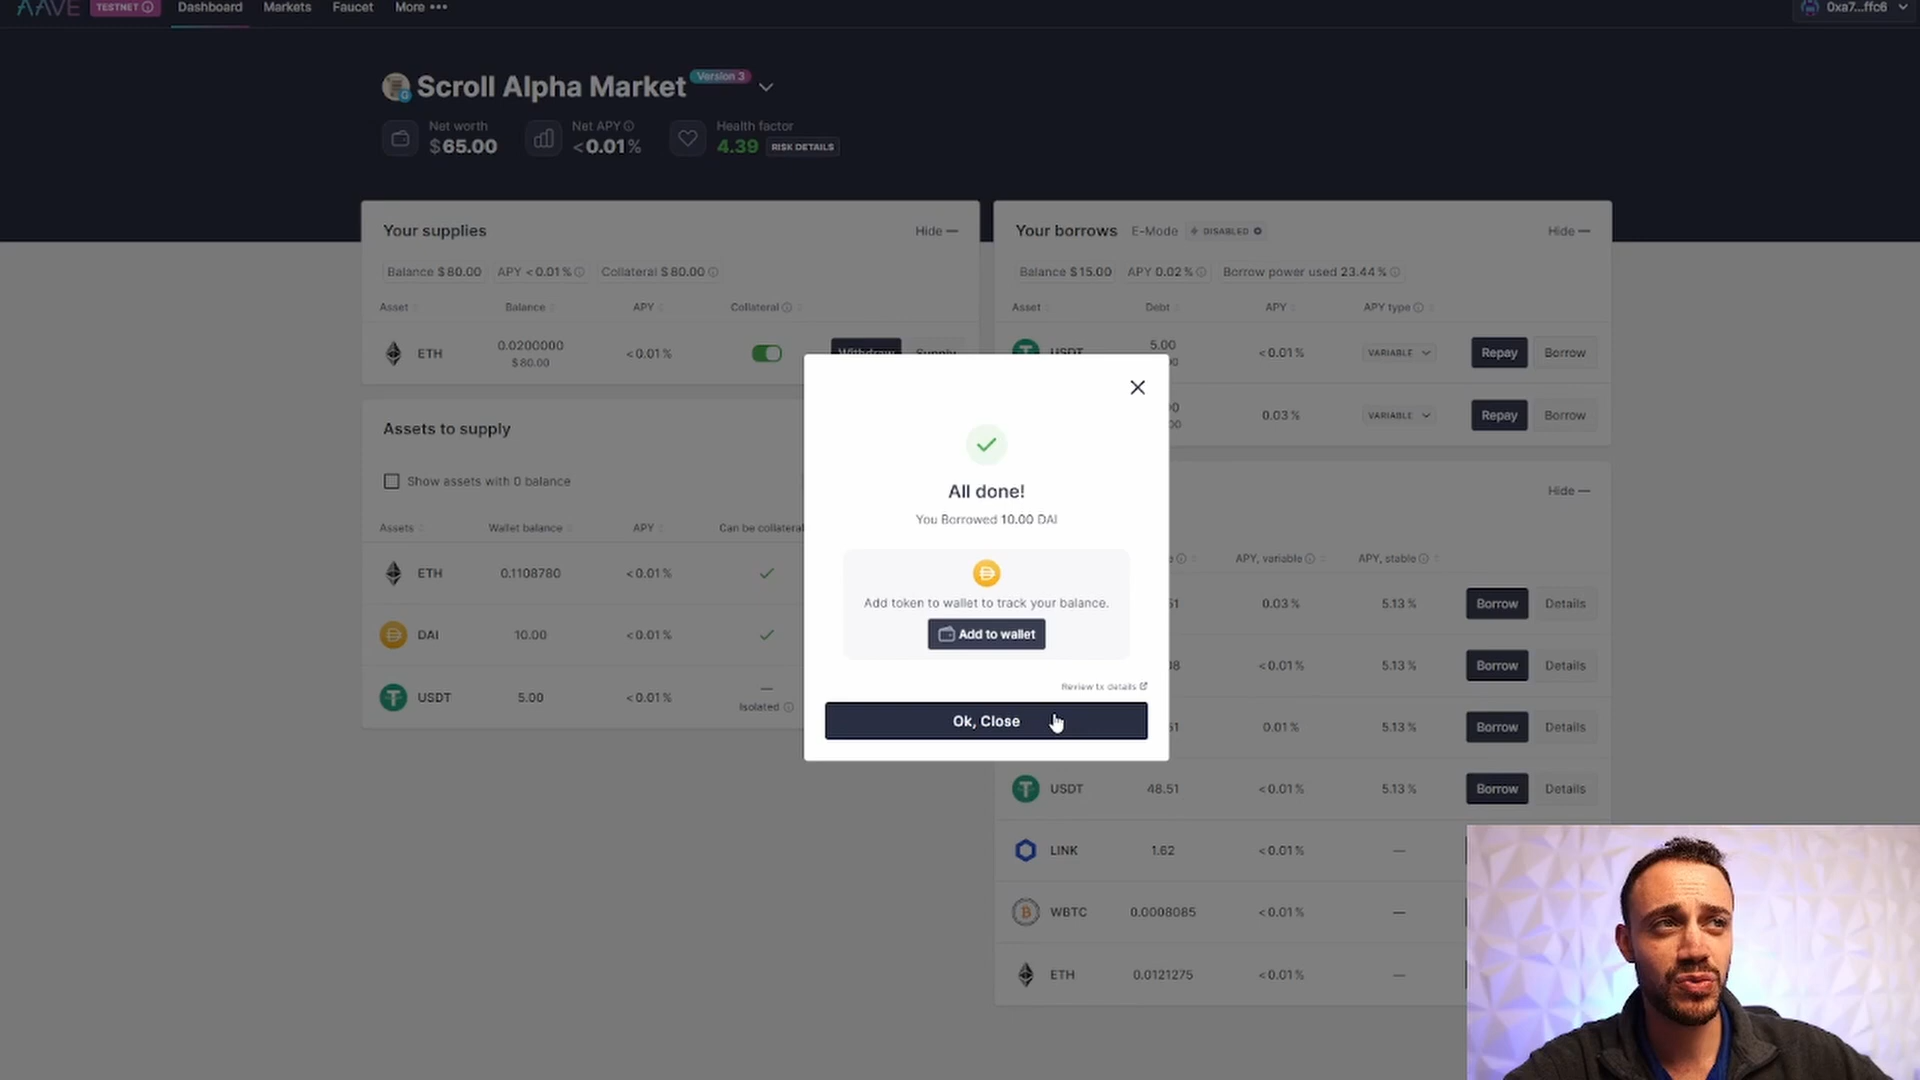 AAVE TESTNET Dashboard Markets Faucet More 0xa7...ffc6
Scroll Alpha Market Version 3
Net worth Net APY Health factor
$65.00 <0.01% 4.39 RISK DETAILS
Your supplies Hide
Balance $80.00 APY <0.01% Collateral $80.00
Asset Balance APY Collateral
ETH 0.0200000 <0.01% Withdraw Supply
$80.00
Assets to supply
Show assets with 0 balance
Assets Wallet balance APY Can be collateral
ETH 0.1108780 <0.01%
DAI 10.00 <0.01%
USDT 5.00 <0.01% —
Isolated
Your borrows E-Mode DISABLED Hide
Balance $15.00 APY 0.02% Borrow power used 23.44%
Asset Debt APY APY type
USDT 5.00 <0.01% VARIABLE Repay Borrow
0.03% VARIABLE Repay Borrow
Hide
APY, variable APY, stable
0.03% 5.13% Borrow Details
<0.01% 5.13% Borrow Details
0.01% 5.13% Borrow Details
USDT 48.51 <0.01% 5.13% Borrow Details
LINK 1.62 <0.01% —
WBTC 0.0008085 <0.01% —
ETH 0.0121275 <0.01% —
All done!
You Borrowed 10.00 DAI
Add token to wallet to track your balance.
Add to wallet
Review tx details
Ok, Close